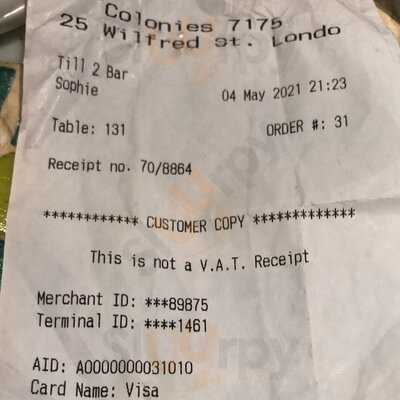 Colonies 7175
25 Wilfred St. Londo
Till 2 Bar
Sophie
04 May 2021 21:23
Table: 131
ORDER #: 31
Receipt no. 70/8864
************ CUSTOMER COPY *************
This is not a V.A.T. Receipt
Merchant ID: ***89875
Terminal ID: ****1461
AID: A0000000031010
Card Name: Visa